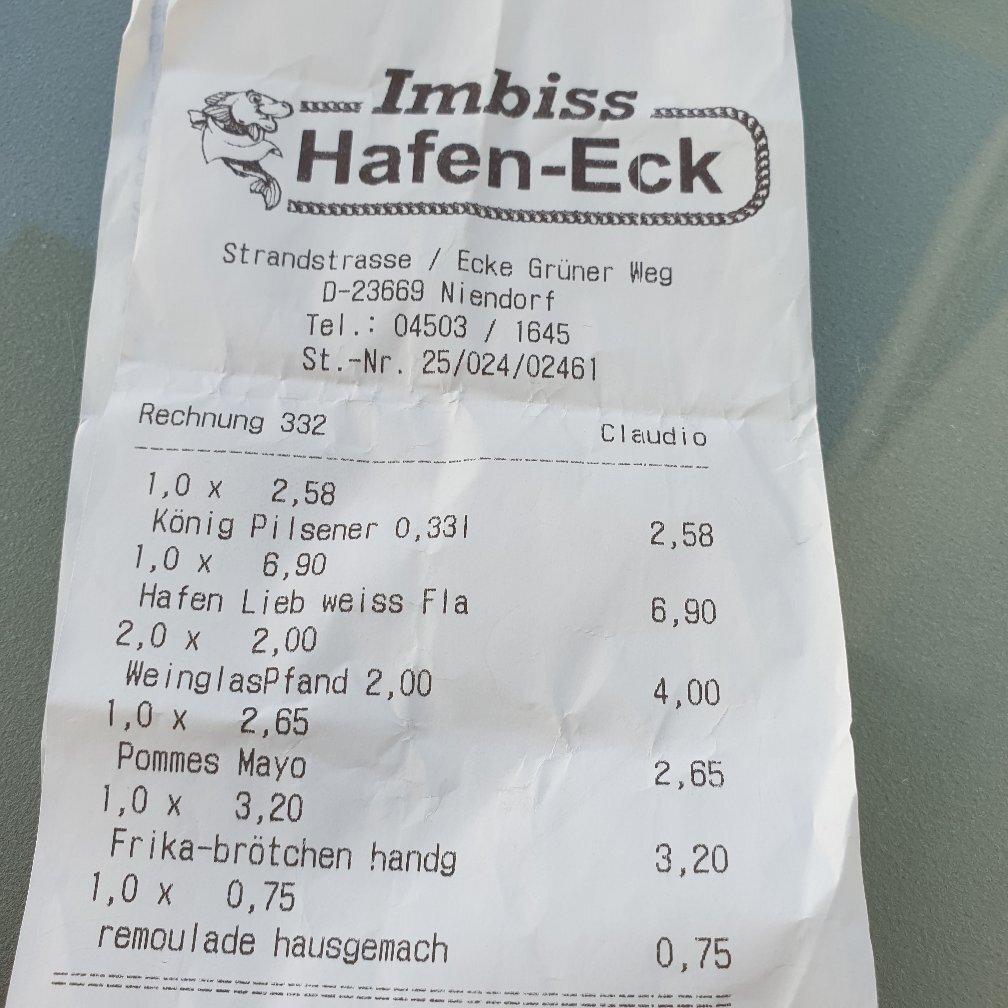 Imbiss
Hafen-Eck
Strandstrasse / Ecke Grüner Weg
D-23669 Niendorf
Tel.: 04503 / 1645
St.-Nr. 25/024/02461
Rechnung 332 Claudio
1,0 x 2,58
König Pilsener 0,33l 2,58
1,0 x 6,90
Hafen Lieb weiss Fla 6,90
2,0 x 2,00
WeinglasPfand 2,00 4,00
1,0 x 2,65
Pommes Mayo 2,65
1,0 x 3,20
Frika-brötchen handg 3,20
1,0 x 0,75
remoulade hausgemach 0,75